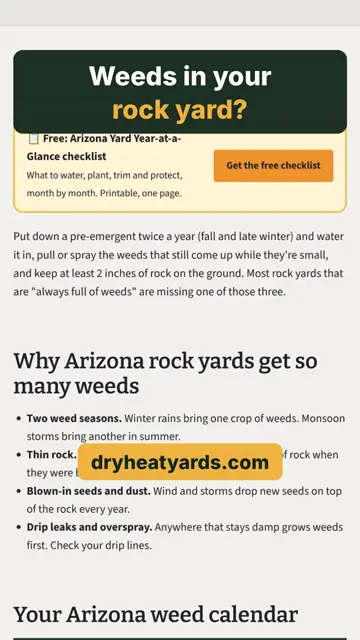 Weeds in your
rock yard?
📋 Free: Arizona Yard Year-at-a-
Glance checklist
What to water, plant, trim and protect,
month by month. Printable, one page.
Get the free checklist
Put down a pre-emergent twice a year (fall and late winter) and water
it in, pull or spray the weeds that still come up while they're small,
and keep at least 2 inches of rock on the ground. Most rock yards that
are "always full of weeds" are missing one of those three.
Why Arizona rock yards get so
many weeds
• Two weed seasons. Winter rains bring one crop of weeds. Monsoon
storms bring another in summer.
• Thin rock. of rock when
they were
dryheatyards.com
• Blown-in seeds and dust. Wind and storms drop new seeds on top
of the rock every year.
• Drip leaks and overspray. Anywhere that stays damp grows weeds
first. Check your drip lines.
Your Arizona weed calendar